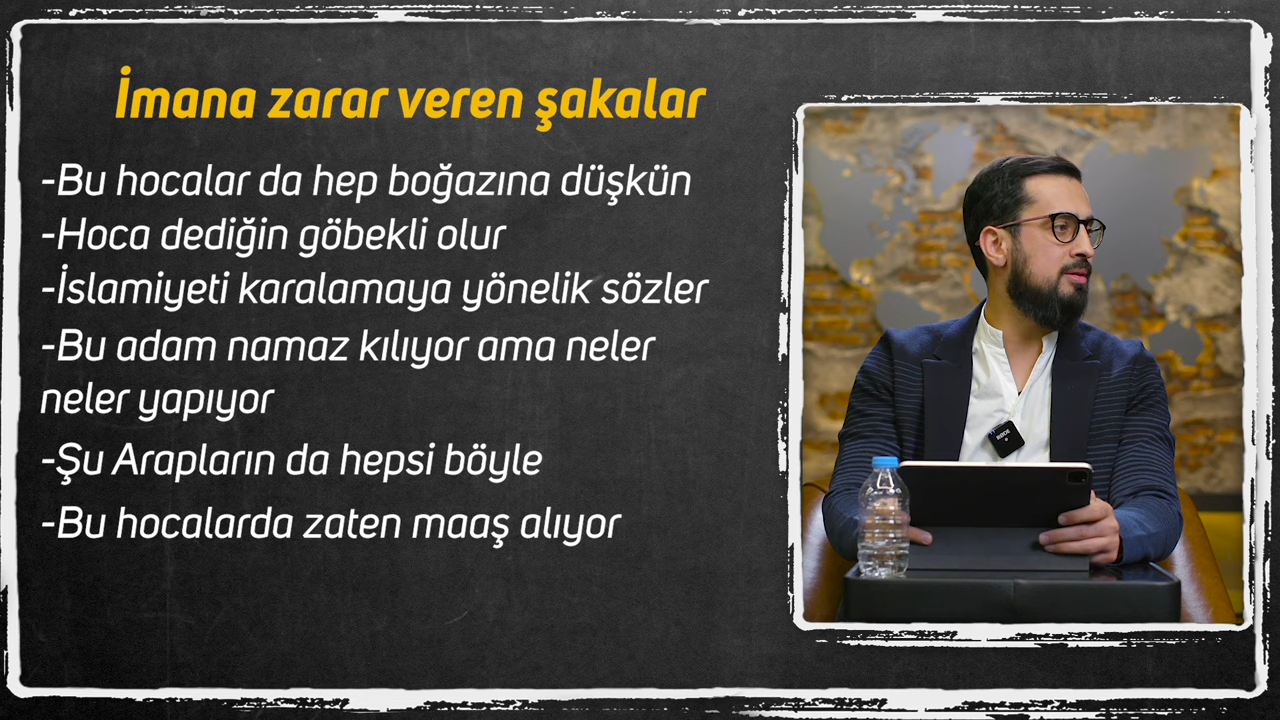 İmana zarar veren şakalar
-Bu hocalar da hep boğazına düşkün
-Hoca dediğin göbekli olur
-İslamiyeti karalamaya yönelik sözler
-Bu adam namaz kılıyor ama neler
neler yapıyor
-Şu Arapların da hepsi böyle
-Bu hocalarda zaten maaş alıyor